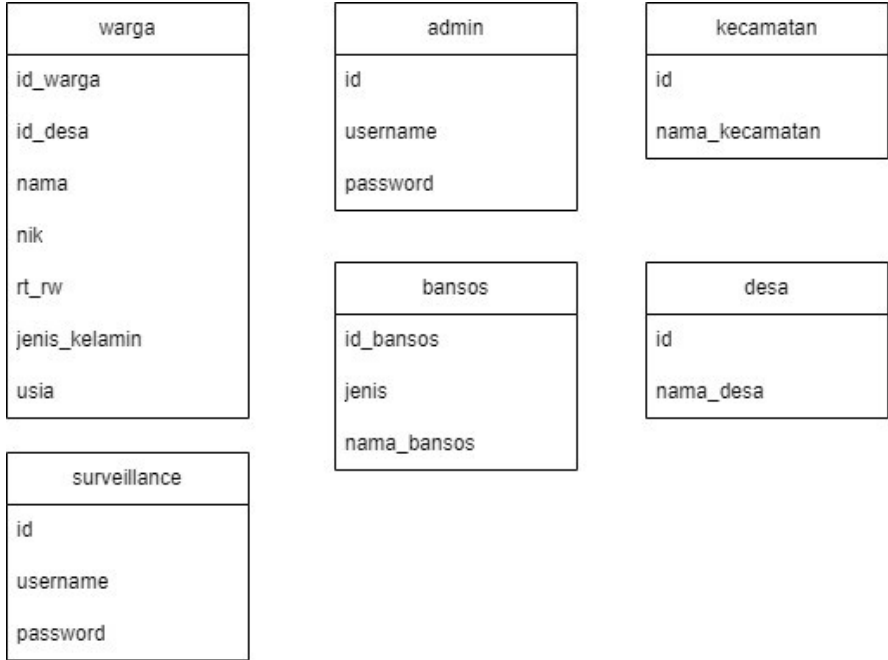 warga
id_warga
id_desa
nama
nik
rt_rw
jenis_kelamin
usia
admin
id
username
password
kecamatan
id
nama_kecamatan
bansos
id_bansos
jenis
nama_bansos
desa
id
nama_desa
surveillance
id
username
password